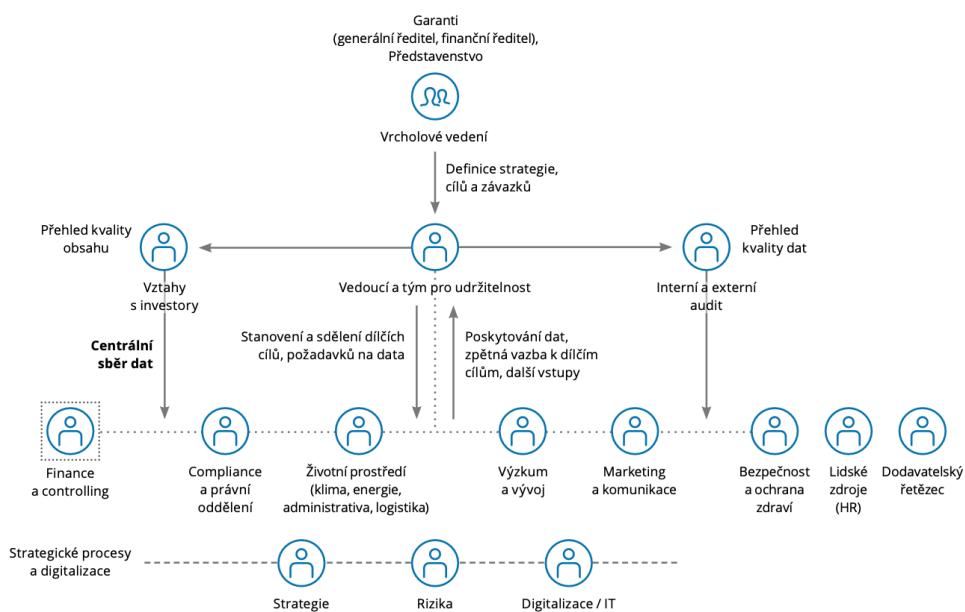 Garanti
(generální ředitel, finanční ředitel),
Představenstvo
Vrcholové vedení
Definice strategie,
cílů a závazků
Přehled kvality
obsahu
Přehled
kvality dat
Vztahy
s investory
Vedoucí a tým pro udržitelnost
Interní a externí
audit
Centrální
sběr dat
Stanovení a sdělení dílčích
cílů, požadavků na data
Poskytování dat,
zpětná vazba k dílčím
cílům, další vstupy
Finance
a controlling
Compliance
a právní
oddělení
Životní prostředí
(klima, energie,
administrativa, logistika)
Výzkum
a vývoj
Marketing
a komunikace
Bezpečnost
a ochrana
zdraví
Lidské
zdroje
(HR)
Dodavatelský
řetězec
Strategické procesy
a digitalizace
Strategie
Rizika
Digitalizace / IT